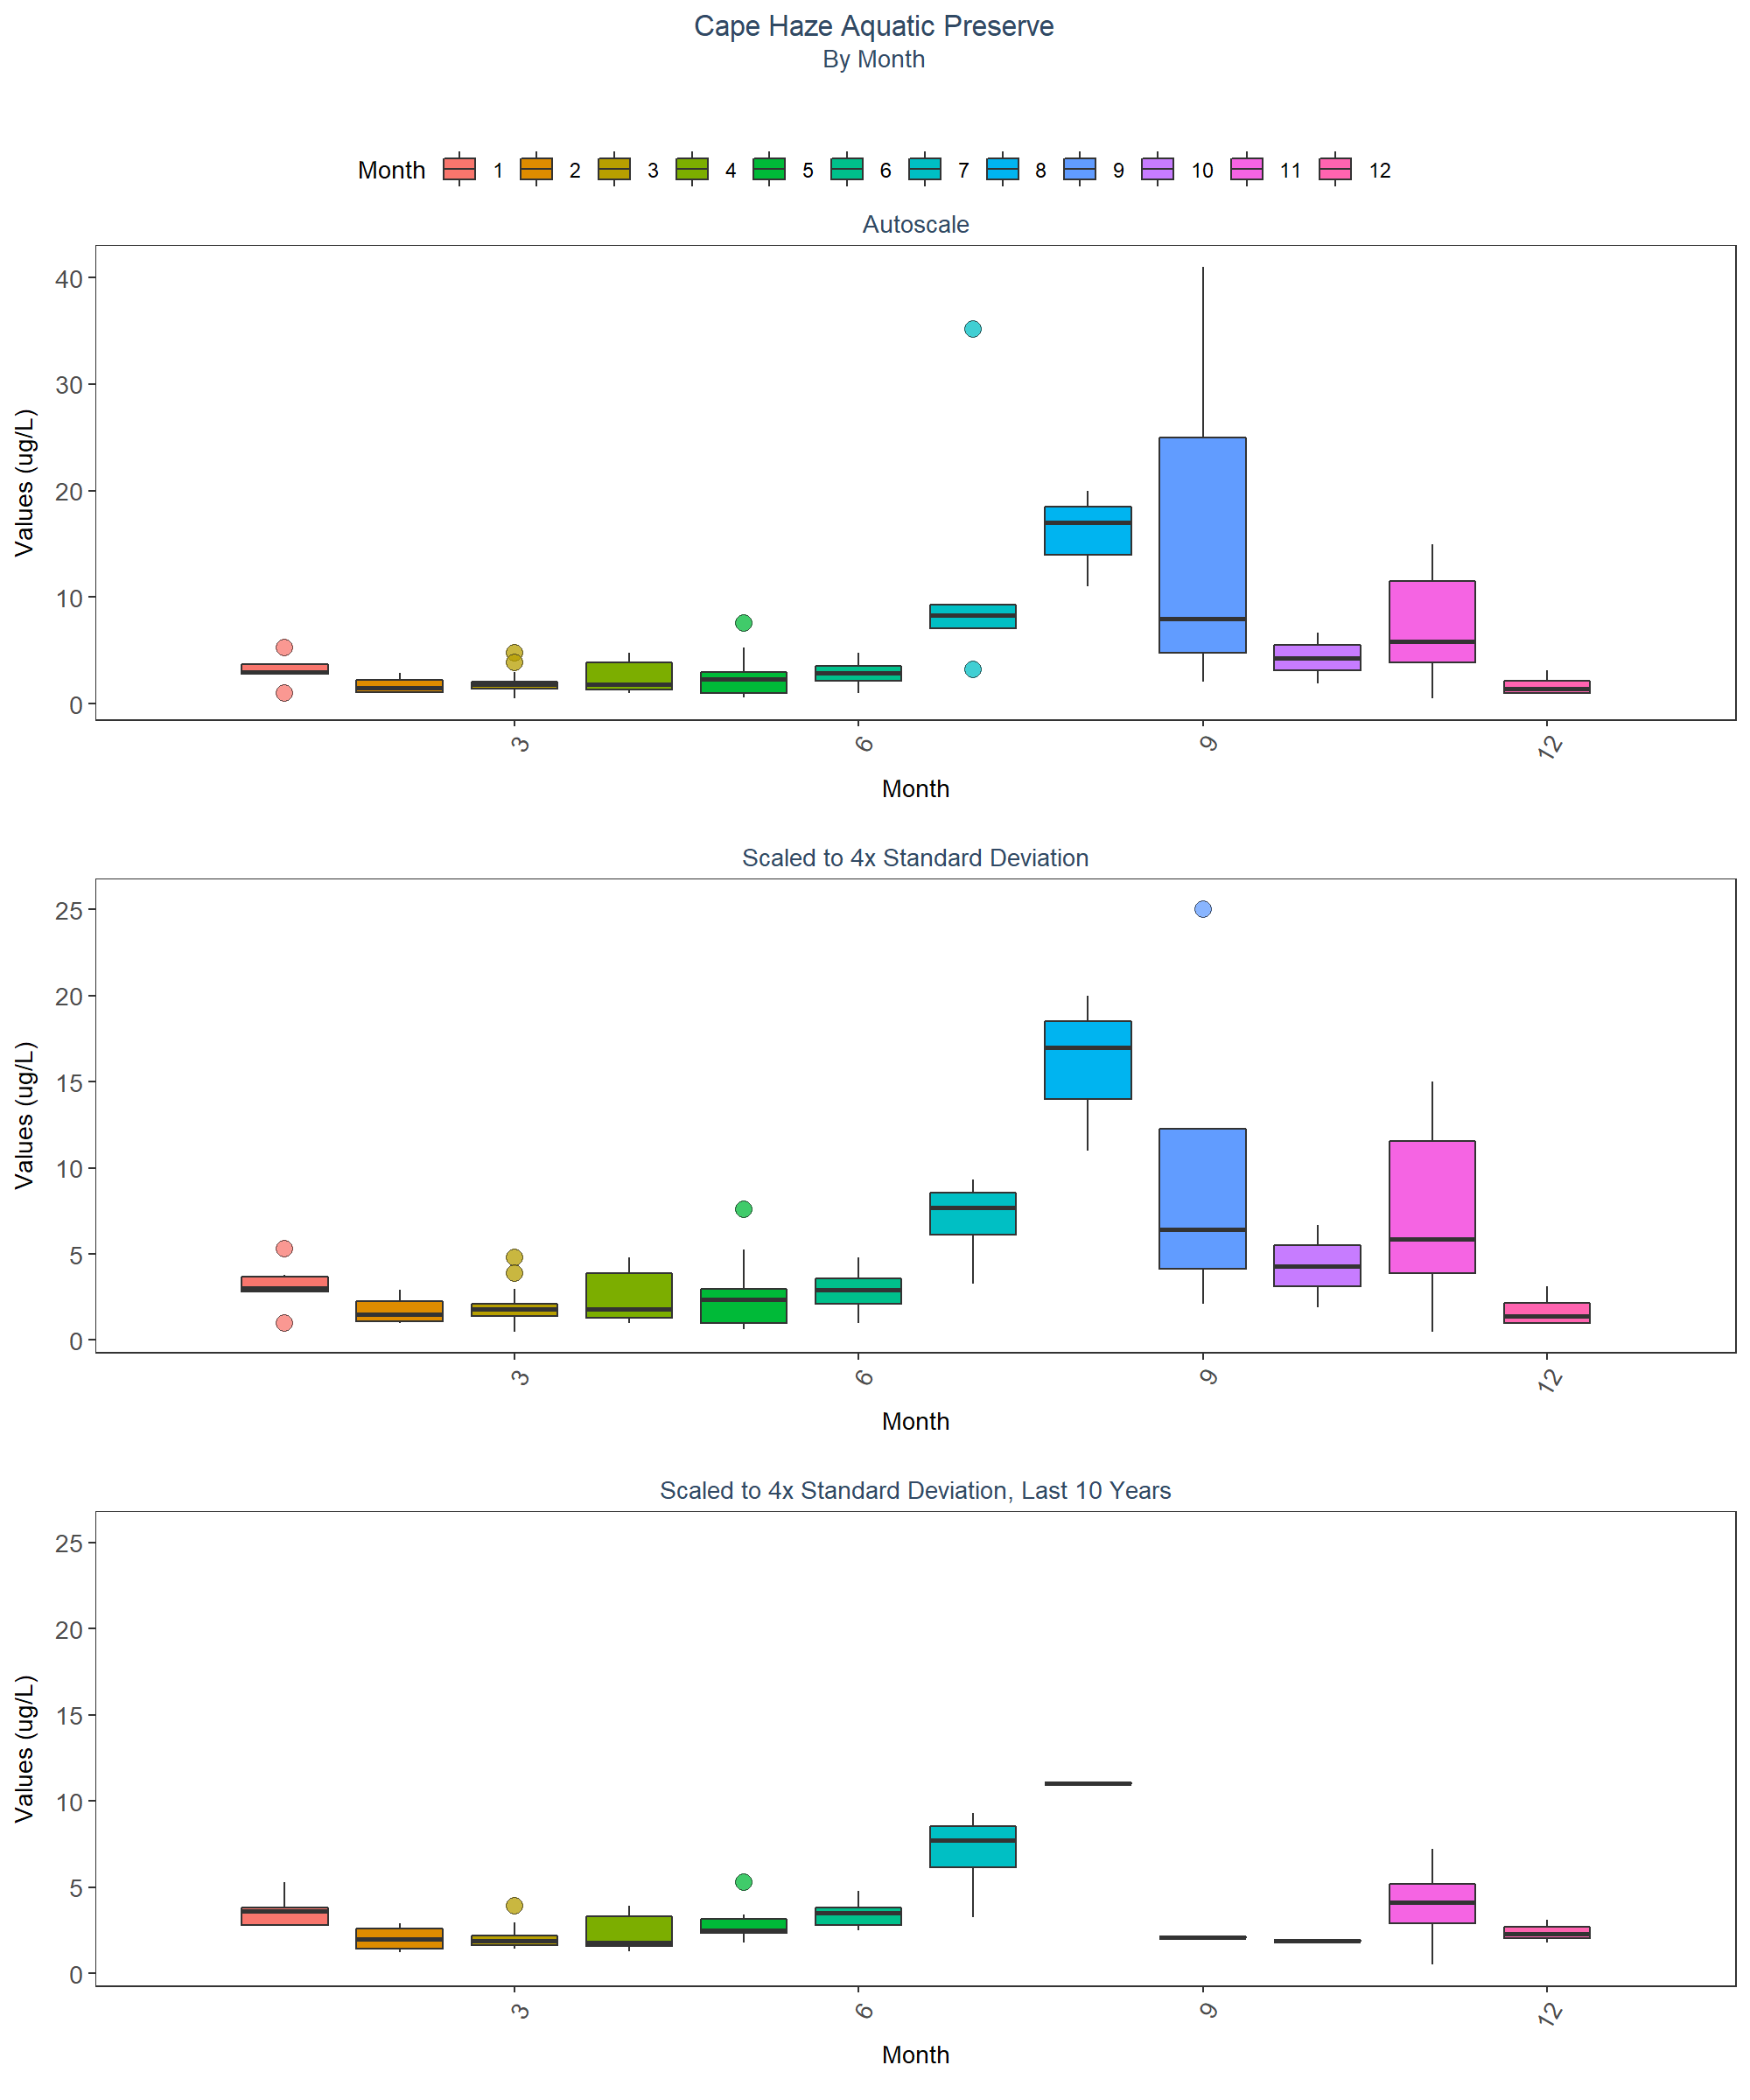 Cape Haze Aquatic Preserve
By Month
Month 1 2 3 4 5 6 7 8 9 10 11 12
Autoscale
Values (ug/L)
40
30
20
10
0
3 6 9 12
Month
Scaled to 4x Standard Deviation
Values (ug/L)
25
20
15
10
5
0
3 6 9 12
Month
Scaled to 4x Standard Deviation, Last 10 Years
Values (ug/L)
25
20
15
10
5
0
3 6 9 12
Month